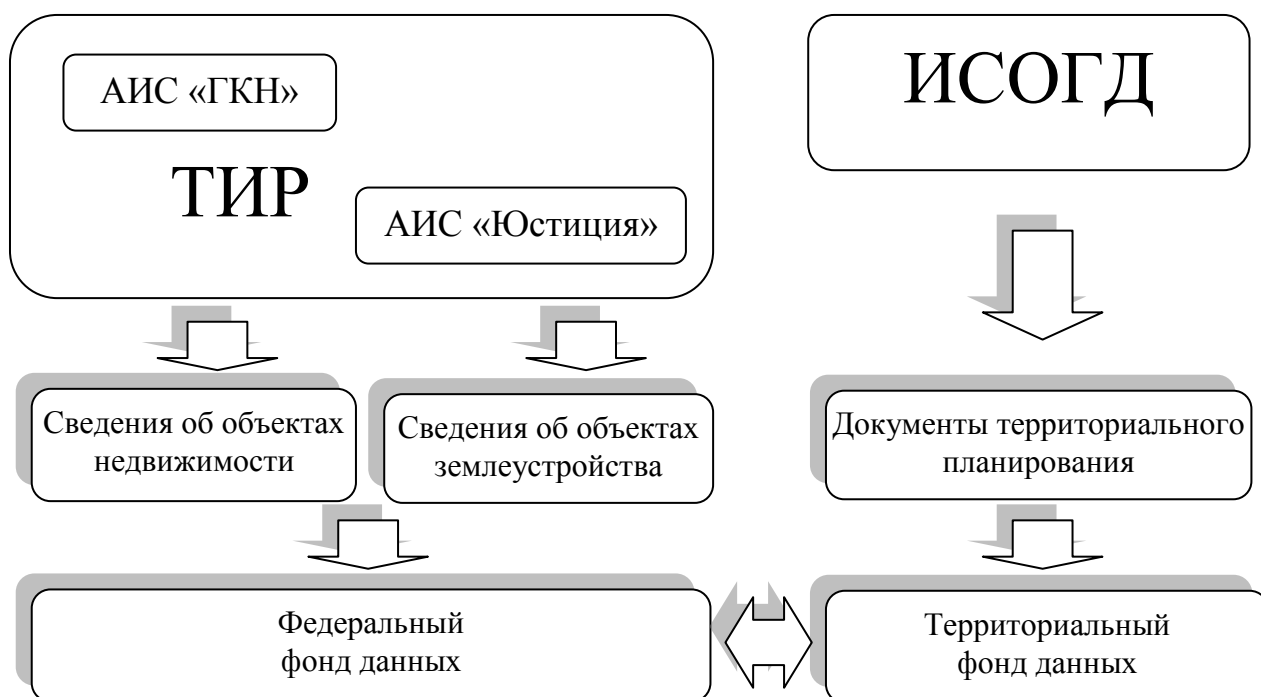 АИС «ГКН»
ТИР
АИС «Юстиция»
ИСОГД
Сведения об объектах
недвижимости
Сведения об объектах
землеустройства
Документы территориального
планирования
Федеральный
фонд данных
Территориальный
фонд данных